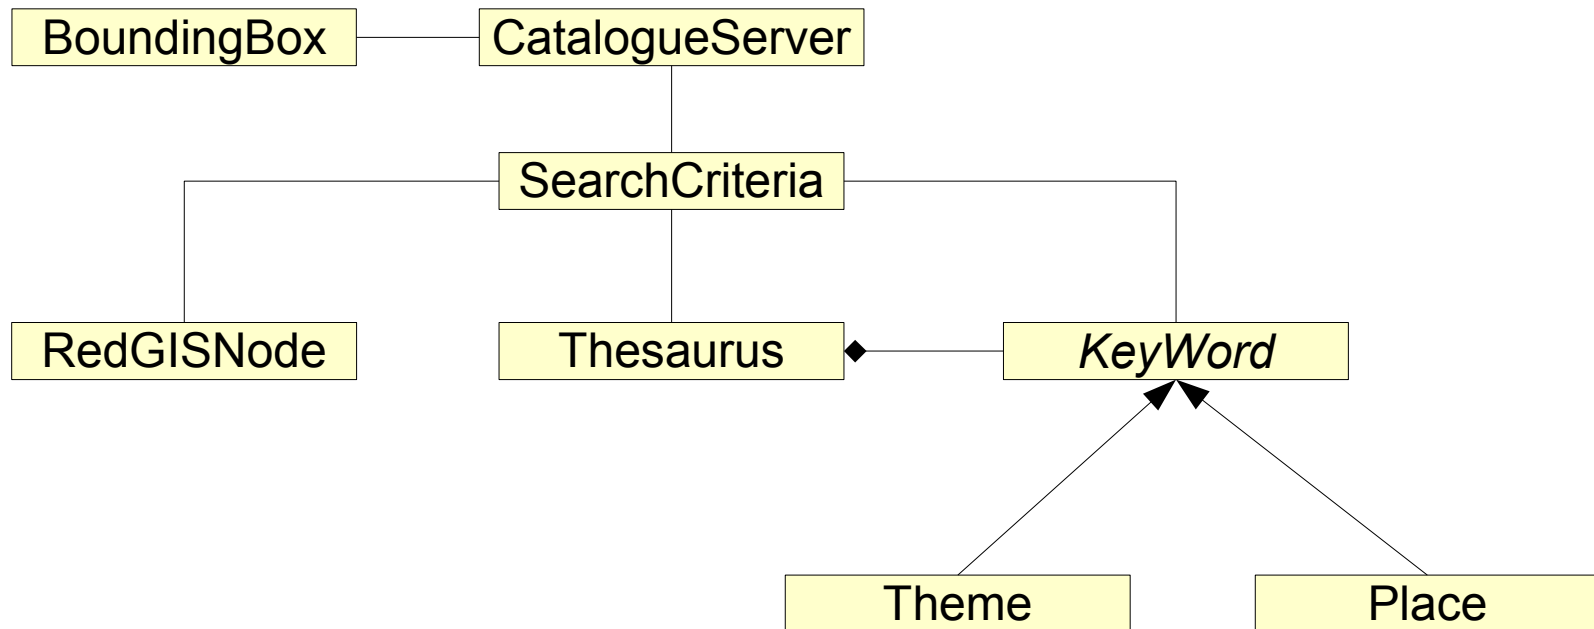 BoundingBox
CatalogueServer
SearchCriteria
RedGISNode
Thesaurus
KeyWord
Theme
Place